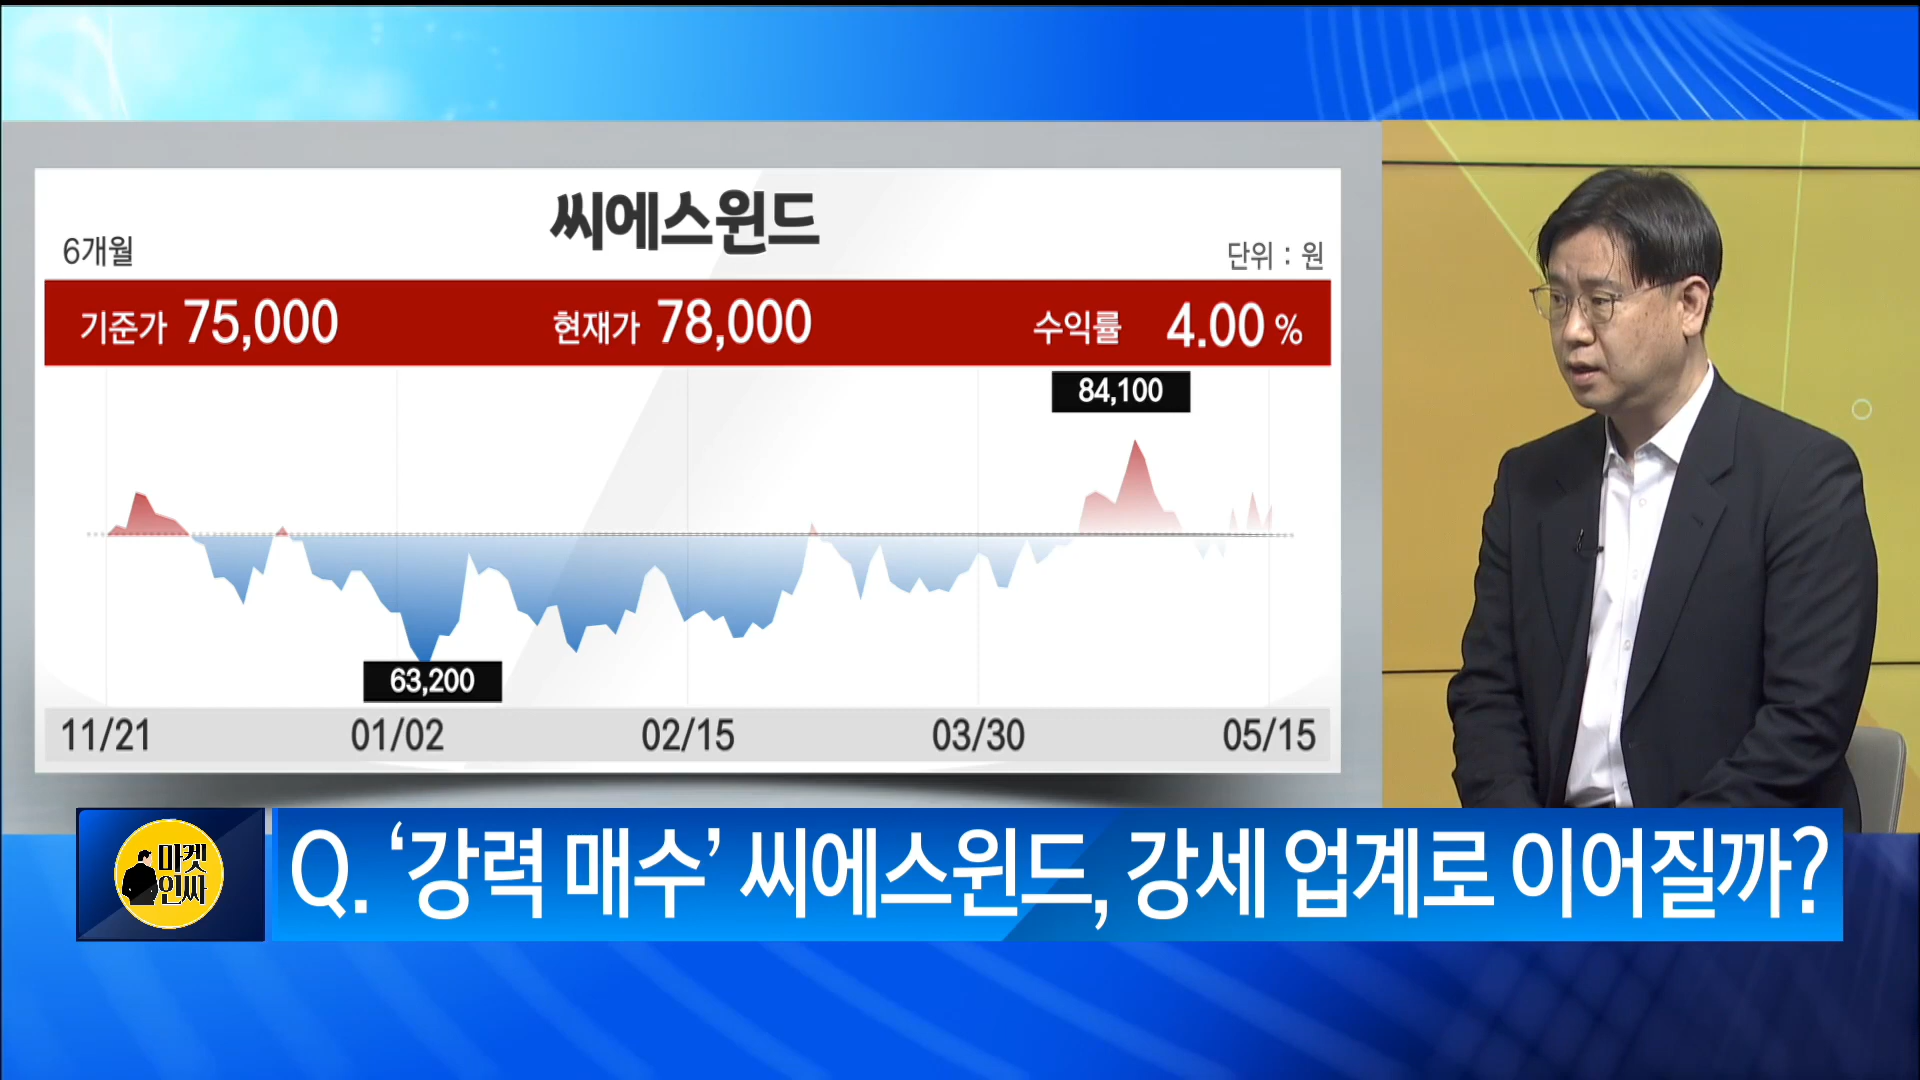 씨에스윈드
6개월
단위 : 원
기준가 75,000 현재가 78,000 수익률 4.00 %
84,100
63,200
11/21 01/02 02/15 03/30 05/15
마켓
인싸
Q. ‘강력 매수’ 씨에스윈드, 강세 업계로 이어질까?